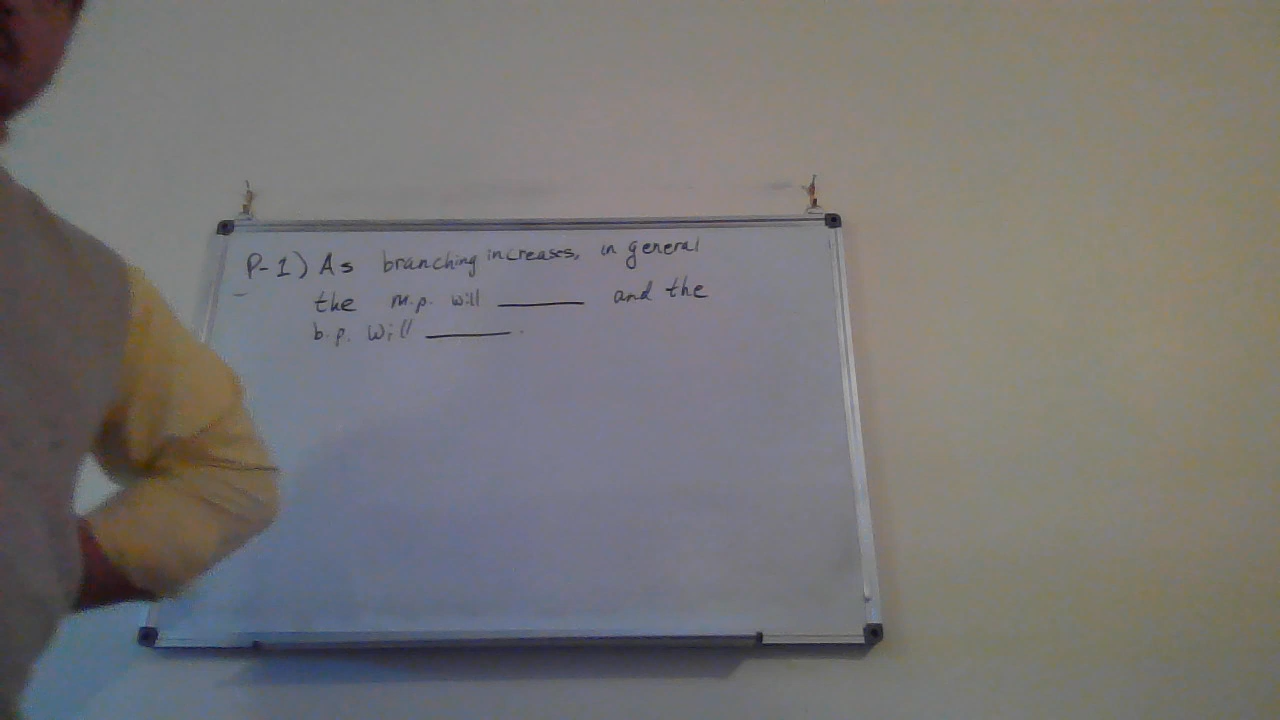 P-1) As branching increases, in general
the m.p. will ______ and the
b.p. will ______.